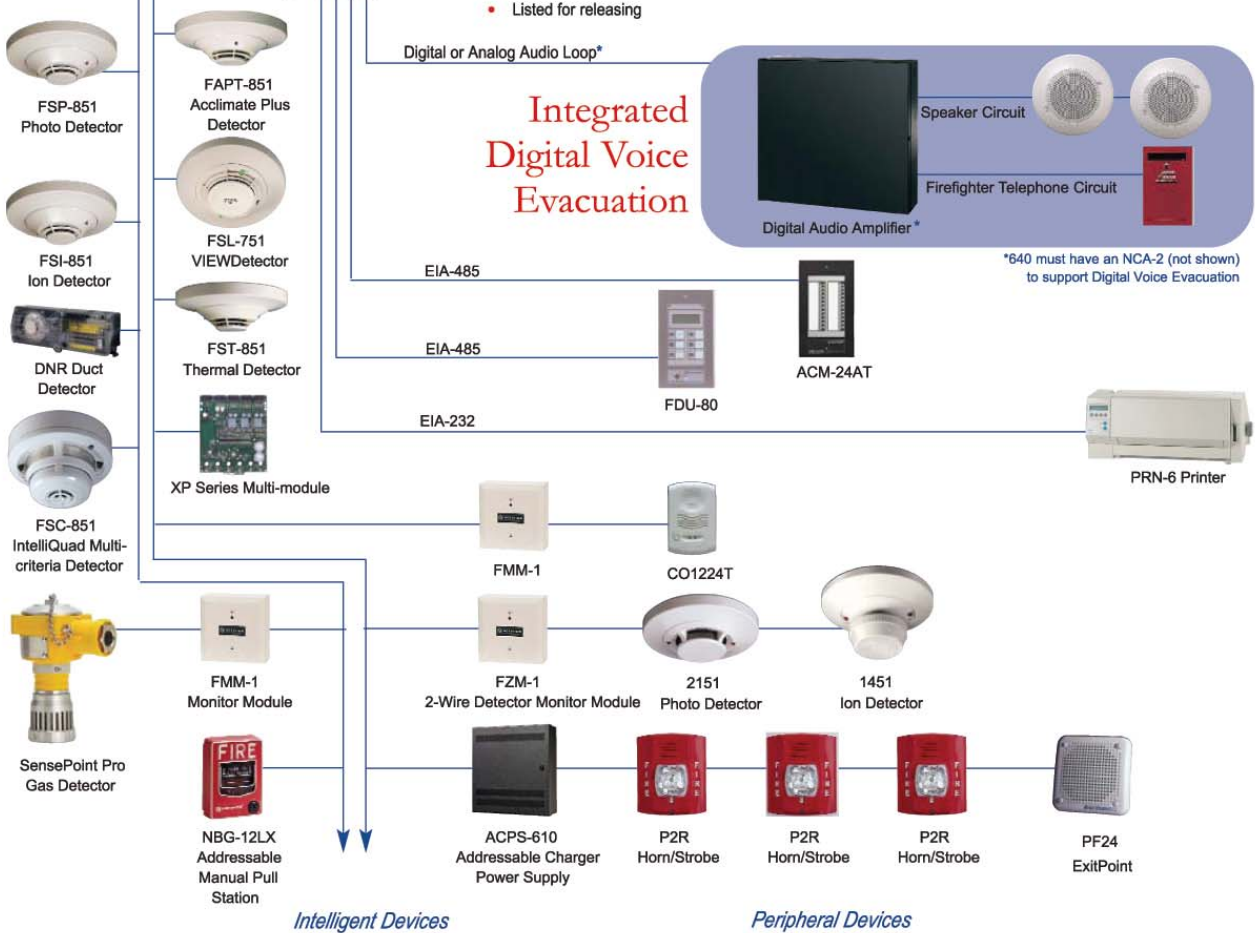 • Listed for releasing
Digital or Analog Audio Loop*
FSP-851
Photo Detector
FAPT-851
Acclimate Plus
Detector
Integrated
Digital Voice
Evacuation
Speaker Circuit
Firefighter Telephone Circuit
Digital Audio Amplifier*
*640 must have an NCA-2 (not shown)
to support Digital Voice Evacuation
FSI-851
Ion Detector
FSL-751
VIEWDetector
EIA-485
DNR Duct
Detector
FST-851
Thermal Detector
EIA-485
FDU-80
ACM-24AT
EIA-232
PRN-6 Printer
FSC-851
IntelliQuad Multi-
criteria Detector
XP Series Multi-module
FMM-1
CO1224T
SensePoint Pro
Gas Detector
FMM-1
Monitor Module
FZM-1
2-Wire Detector Monitor Module
2151
Photo Detector
1451
Ion Detector
FIRE
NBG-12LX
Addressable
Manual Pull
Station
ACPS-610
Addressable Charger
Power Supply
FIRE
FIRE
P2R
Horn/Strobe
FIRE
FIRE
P2R
Horn/Strobe
FIRE
FIRE
P2R
Horn/Strobe
PF24
ExitPoint
Intelligent Devices
Peripheral Devices